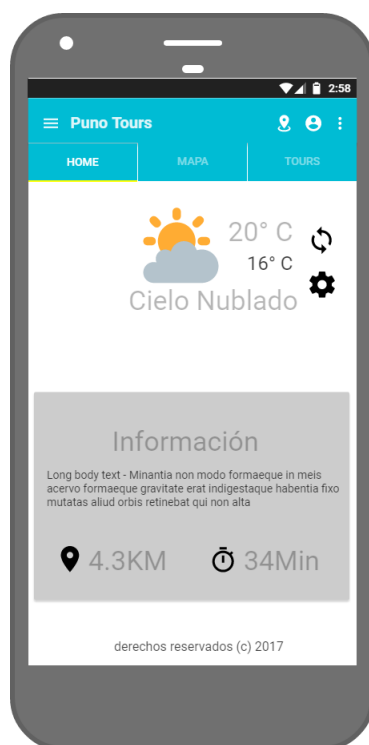 2:58
Puno Tours
HOME MAPA TOURS
20° C
16° C
Cielo Nublado
Información
Long body text - Minantia non modo formaeque in meis
acervo formaeque gravitate erat indigestaque habentia fixo
mutatas aliud orbis retinebat qui non alta
4.3KM 34Min
derechos reservados (c) 2017